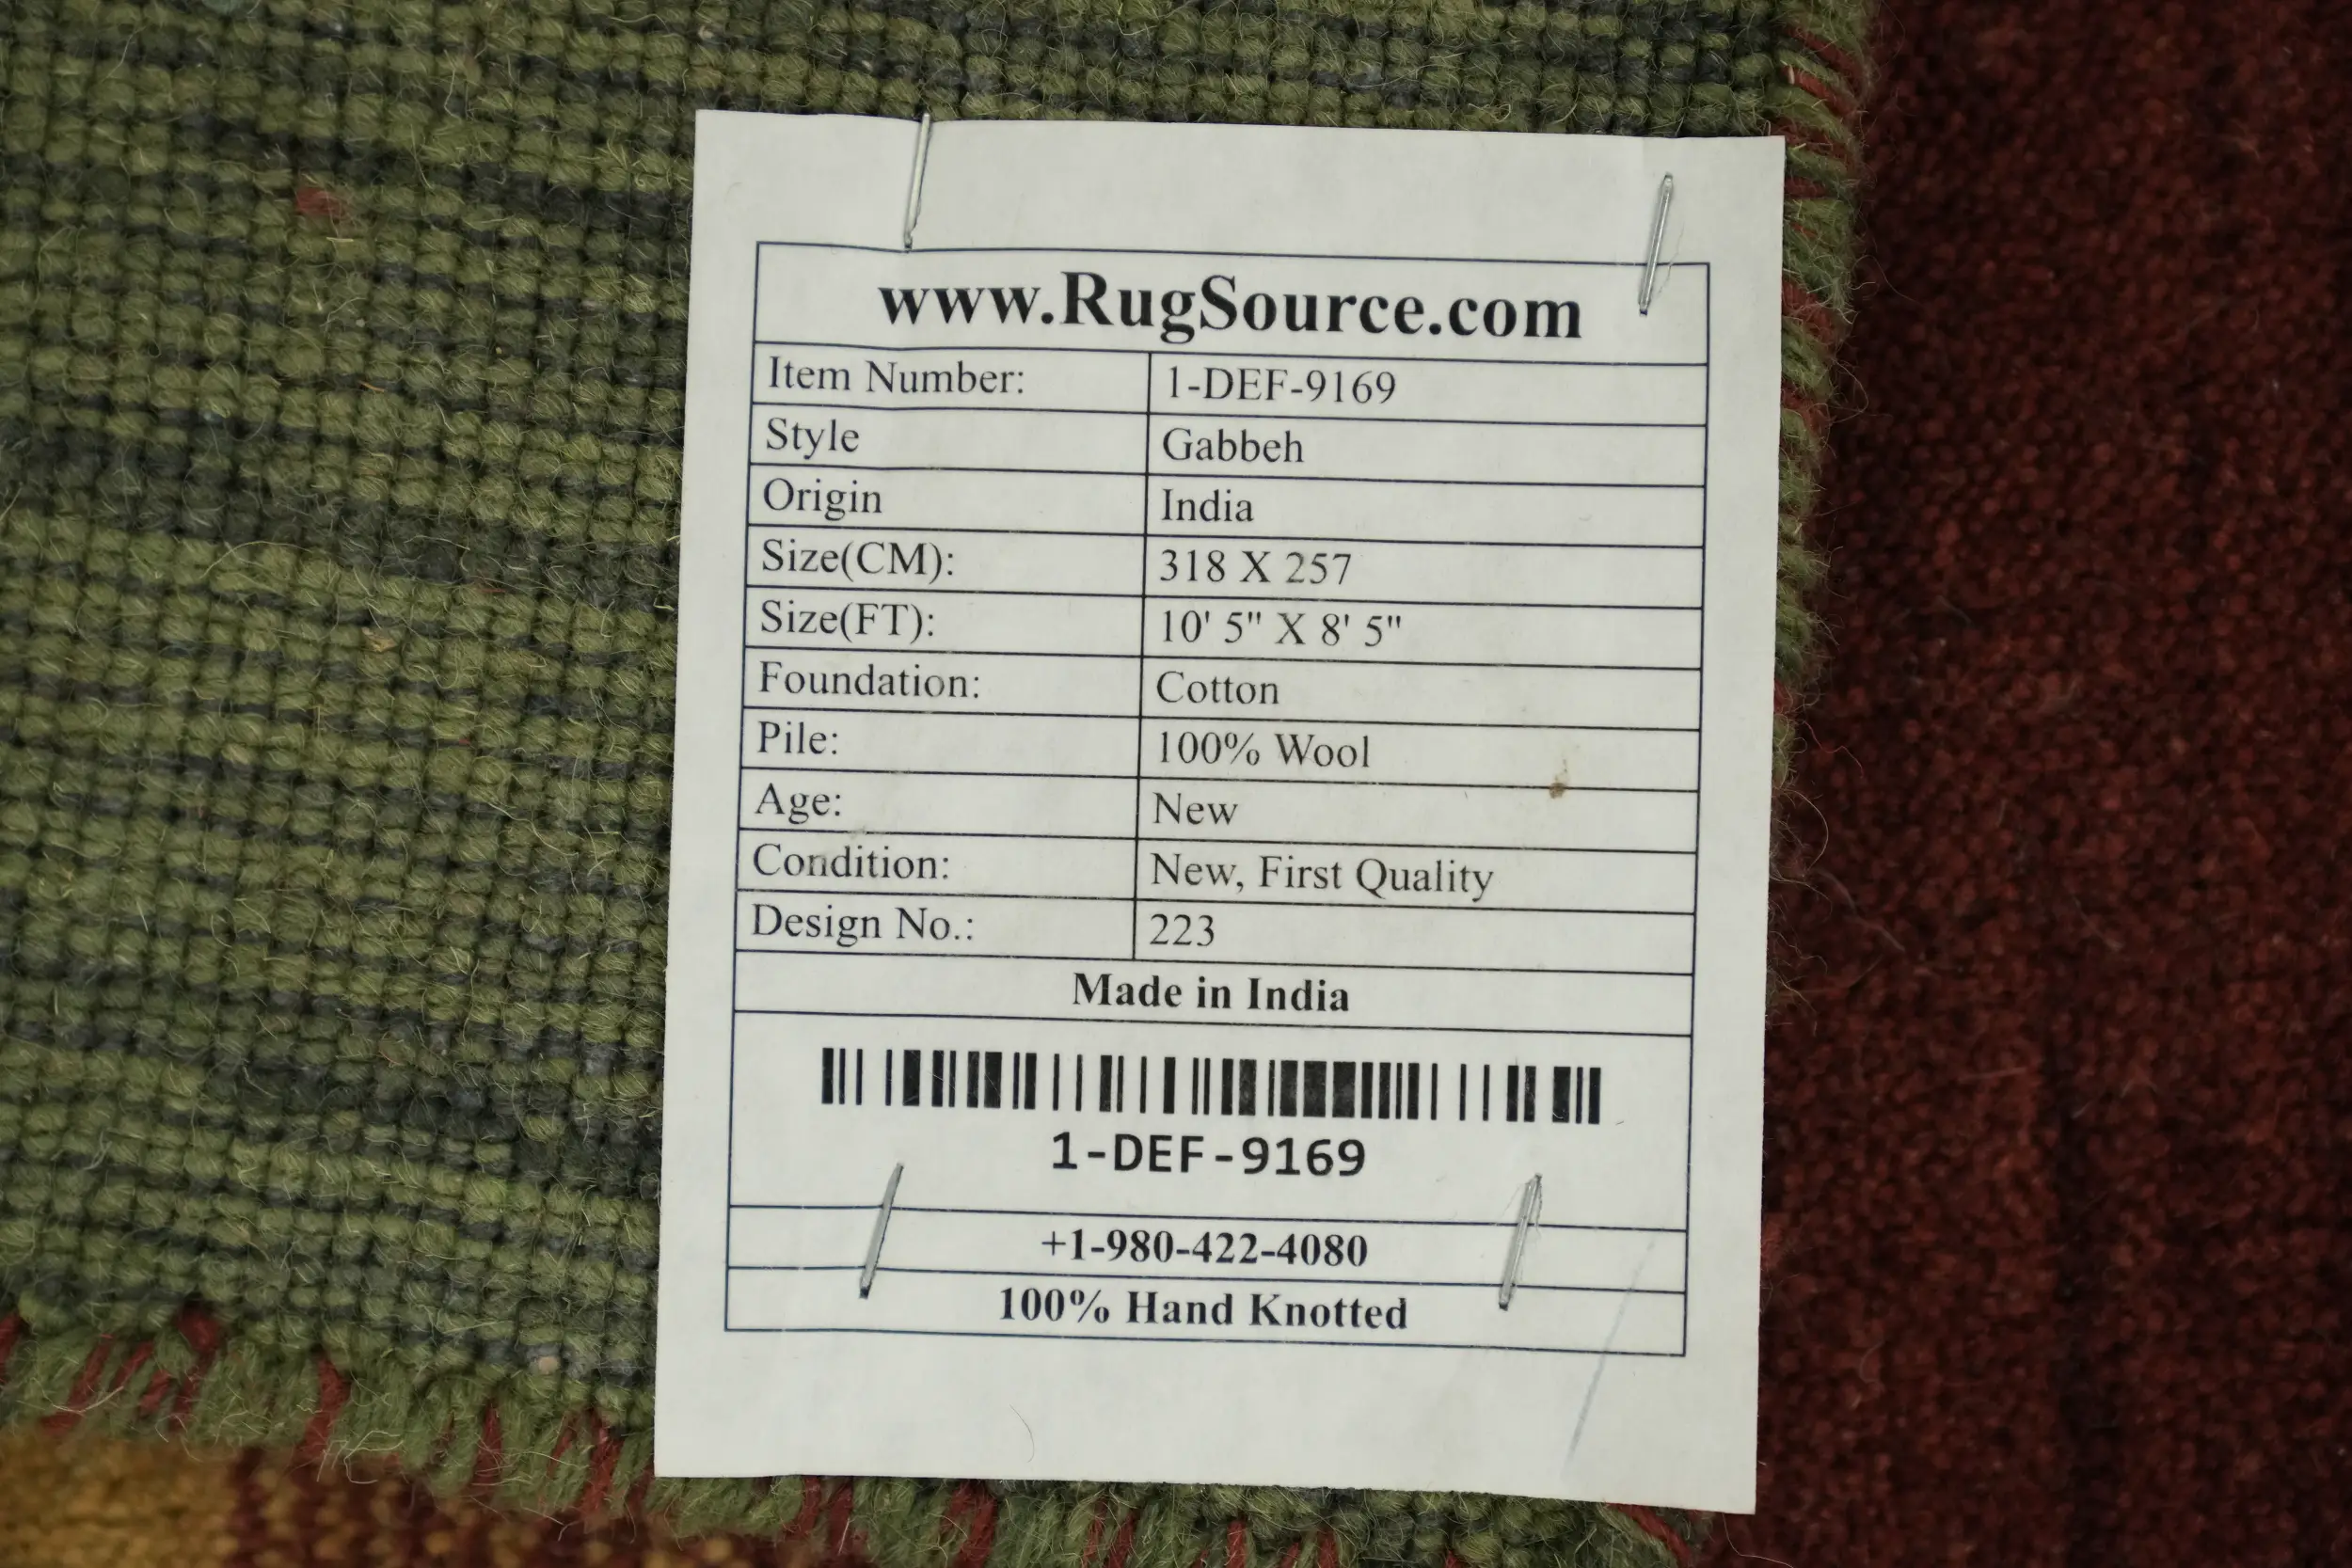 www.RugSource.com
Item Number: 1-DEF-9169
Style Gabbeh
Origin India
Size(CM): 318 X 257
Size(FT): 10' 5" X 8' 5"
Foundation: Cotton
Pile: 100% Wool
Age: New
Condition: New, First Quality
Design No.: 223
Made in India
1-DEF-9169
+1-980-422-4080
100% Hand Knotted